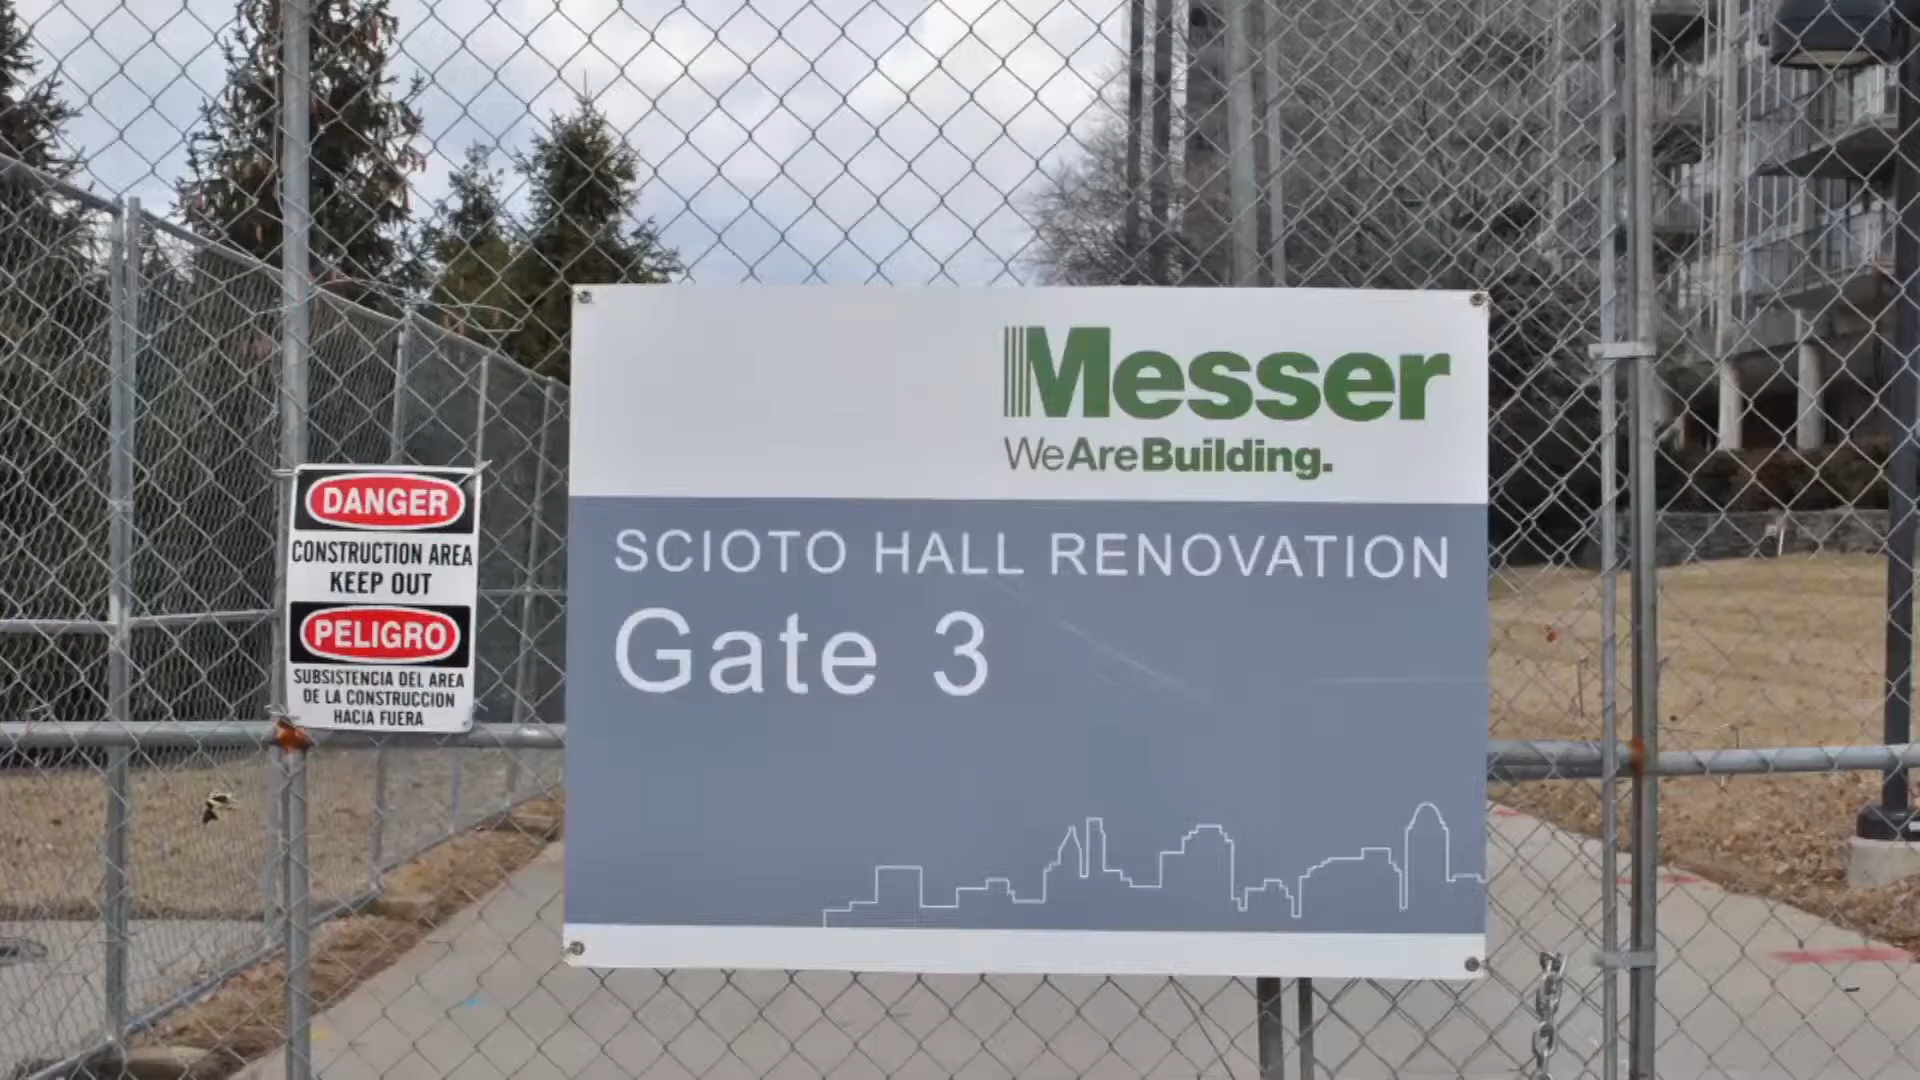 Messer
WeAreBuilding.
SCIOTO HALL RENOVATION
Gate 3
DANGER
CONSTRUCTION AREA
KEEP OUT
PELIGRO
SUBSISTENCIA DEL AREA
DE LA CONSTRUCCION
HACIA FUERA